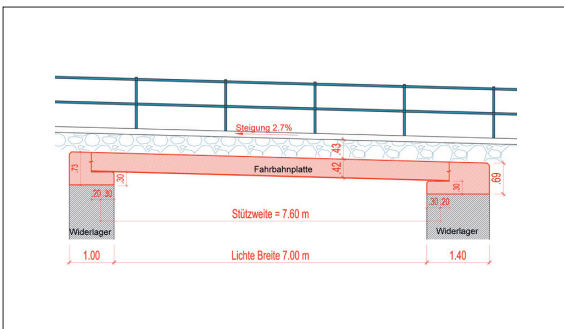 Steigung 2.7%
.43
Fahrbahnplatte
.42
.73
.30
.69
.30
.20 .30
.30 .20
Stützweite = 7.60 m
Widerlager
Widerlager
1.00
Lichte Breite 7.00 m
1.40